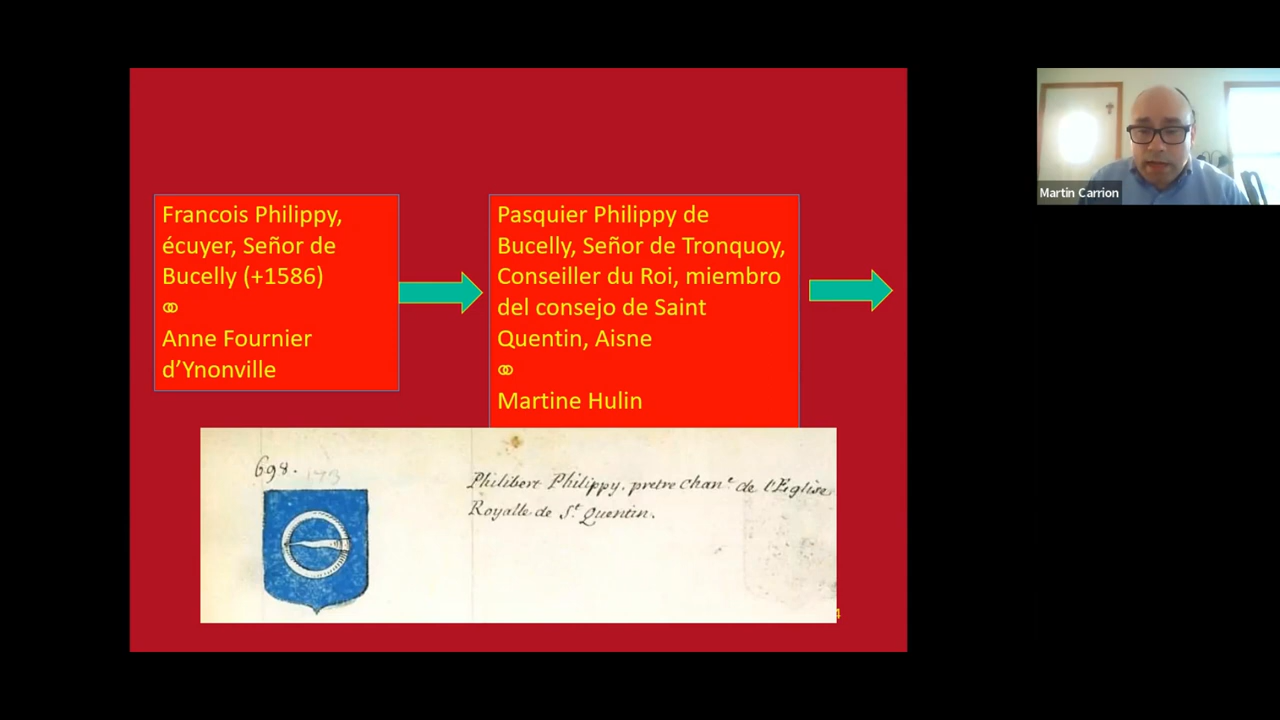 Francois Philippy,
écuyer, Señor de
Bucelly (+1586)
⚭
Anne Fournier
d’Ynonville
Pasquier Philippy de
Bucelly, Señor de Tronquoy,
Conseiller du Roi, miembro
del consejo de Saint
Quentin, Aisne
⚭
Martine Hulin
698.
Philibert Philippy. pretre chan.e de l'Eglise
Royalle de St Quentin.
4
Martin Carrion